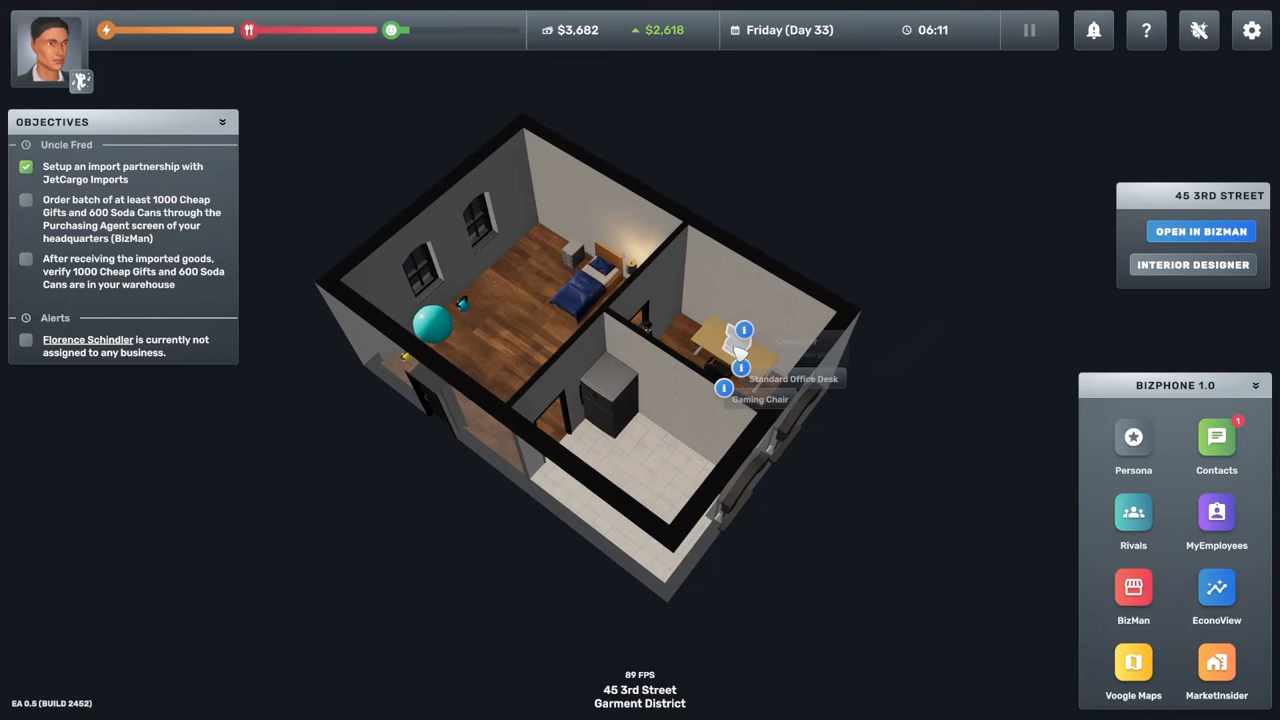 $3,682
$2,618
Friday (Day 33)
06:11
OBJECTIVES
Uncle Fred
Setup an import partnership with
JetCargo Imports
Order batch of at least 1000 Cheap
Gifts and 600 Soda Cans through the
Purchasing Agent screen of your
headquarters (BizMan)
After receiving the imported goods,
verify 1000 Cheap Gifts and 600 Soda
Cans are in your warehouse
Alerts
Florence Schindler is currently not
assigned to any business.
Computer
Standard Office Desk
Gaming Chair
45 3RD STREET
OPEN IN BIZMAN
INTERIOR DESIGNER
BIZPHONE 1.0
Persona
1
Contacts
Rivals
MyEmployees
BizMan
EconoView
Voogle Maps
MarketInsider
89 FPS
45 3rd Street
Garment District
EA 0.5 (BUILD 2452)